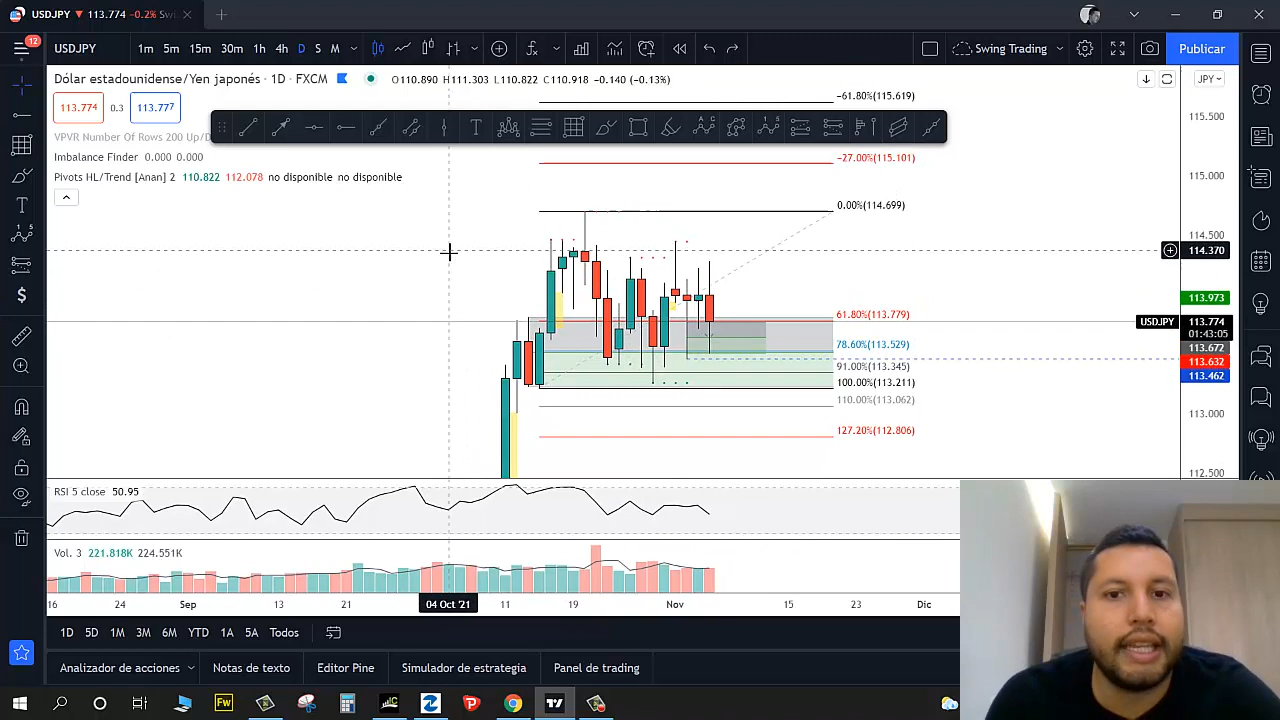 USDJPY ▼ 113.774 −0.2% Swi
12
USDJPY
1m 5m 15m 30m 1h 4h D S M
Swing Trading
Publicar
Dólar estadounidense/Yen japonés · 1D · FXCM
O110.890 H111.303 L110.822 C110.918 −0.140 (−0.13%)
JPY
113.774 0.3 113.777
VPVR Number Of Rows 200 Up/D
Imbalance Finder 0.000 0.000
Pivots HL/Trend [Anan] 2 110.822 112.078 no disponible no disponible
−61.80%(115.619)
−27.00%(115.101)
0.00%(114.699)
61.80%(113.779)
78.60%(113.529)
91.00%(113.345)
100.00%(113.211)
110.00%(113.062)
127.20%(112.806)
115.500
115.000
114.500
114.370
113.973
USDJPY 113.774
01:43:05
113.672
113.632
113.462
113.000
112.500
RSI 5 close 50.95
Vol. 3 221.818K 224.551K
16 24 Sep 13 21 04 Oct '21 11 19 Nov 15 23 Dic
1D 5D 1M 3M 6M YTD 1A 5A Todos
Analizador de acciones Notas de texto Editor Pine Simulador de estrategia Panel de trading
Fw